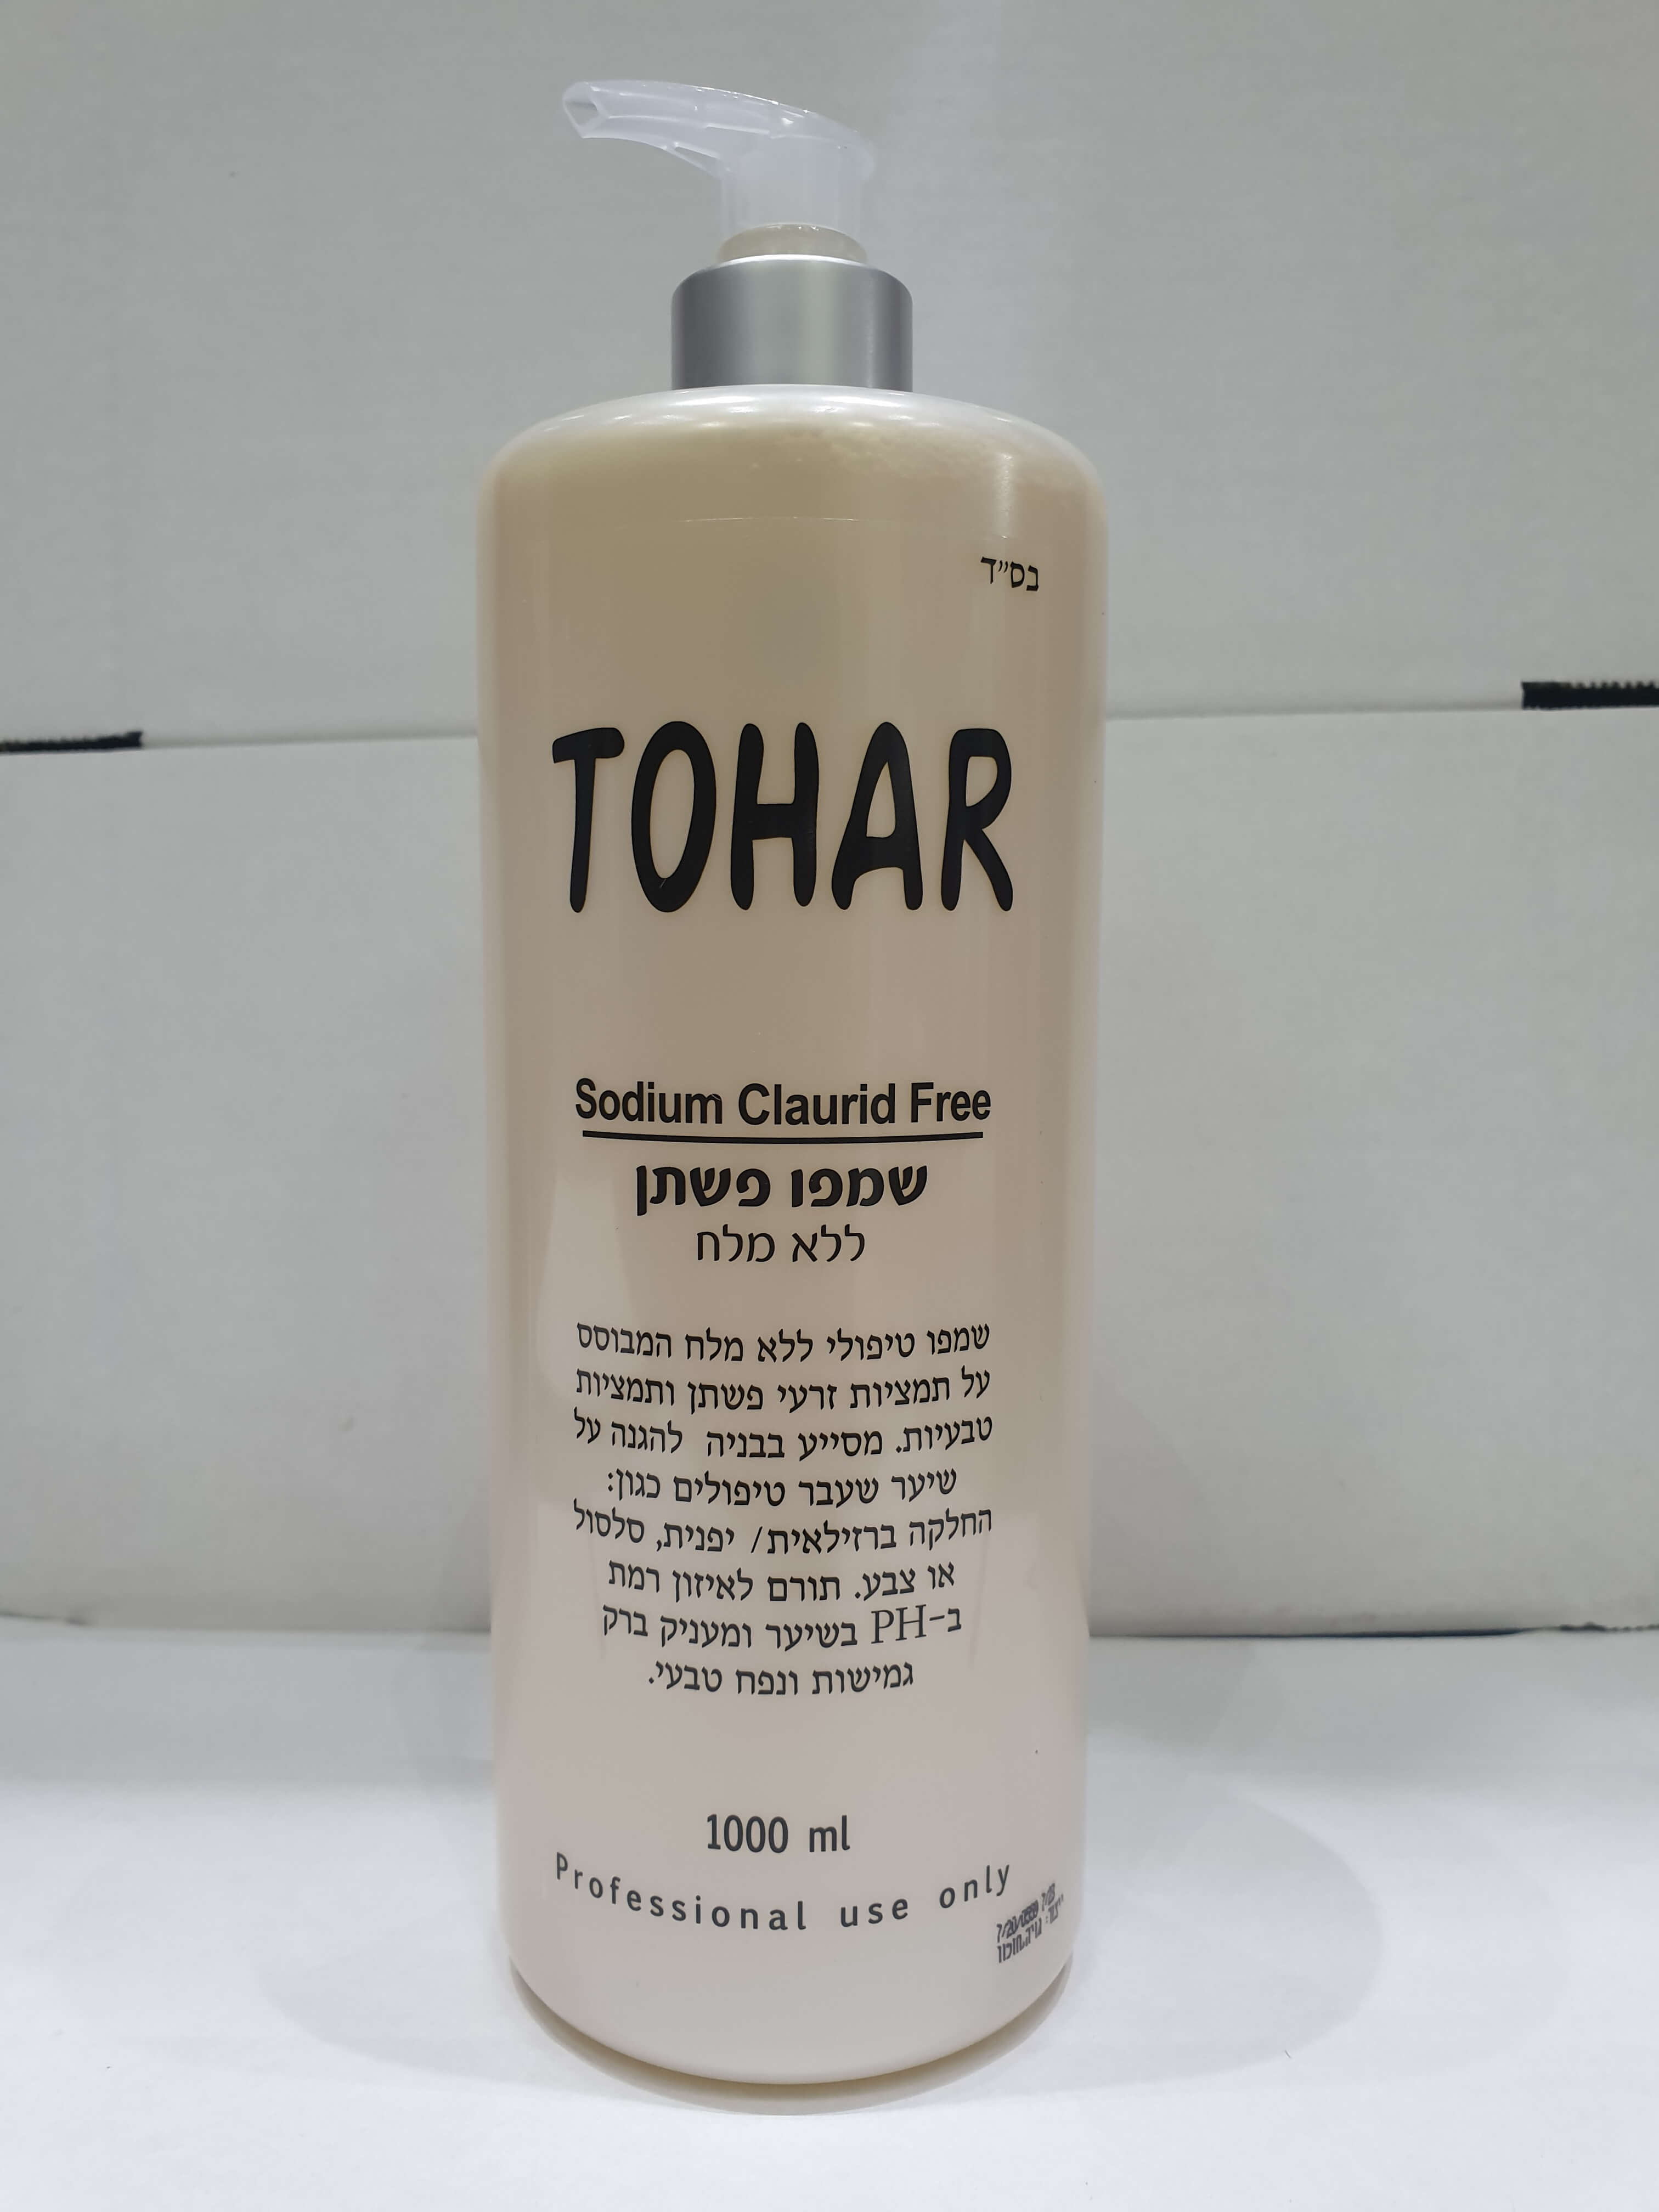 בס״ד
TOHAR
Sodium Claurid Free
שמפו פשתן
ללא מלח
שמפו טיפולי ללא מלח המבוסס
על תמציות זרעי פשתן ותמציות
טבעיות. מסייע בבניה להגנה על
שיער שעבר טיפולים כגון:
החלקה ברזילאית/ יפנית, סלסול
או צבע. תורם לאיזון רמת
ב-PH בשיער ומעניק ברק
גמישות ונפח טבעי.
1000 ml
Professional use only